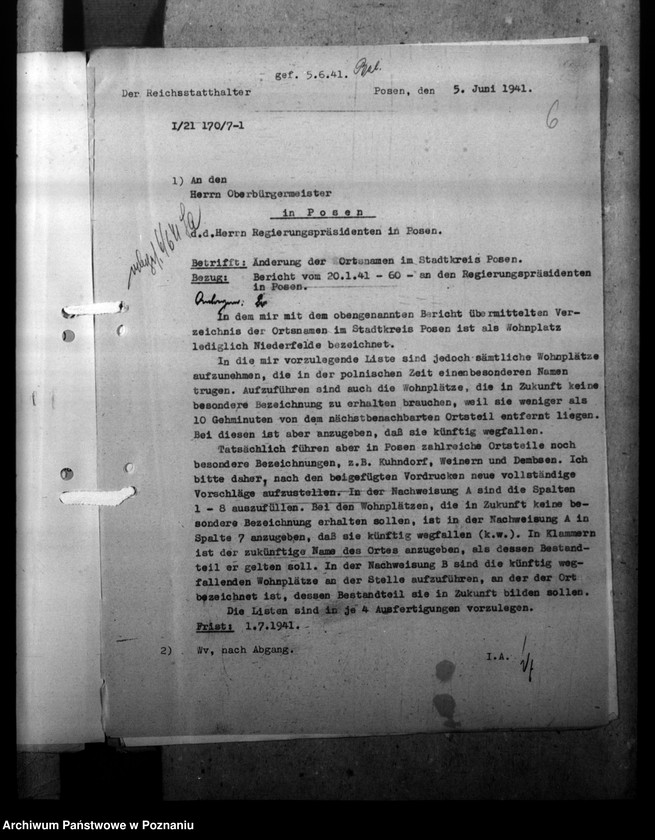 gef. 5.6.41.
Der Reichsstatthalter Posen, den 5. Juni 1941.
6
I/21 170/7-1
1) An den
Herrn Oberbürgermeister
in Posen
d.d.Herrn Regierungspräsidenten in Posen.
Betrifft: Änderung der Ortsnamen im Stadtkreis Posen.
Bezug: Bericht vom 20.1.41 - 60 - an den Regierungspräsidenten
in Posen.
In dem mir mit dem obengenannten Bericht übermittelten Ver-
zeichnis der Ortsnamen im Stadtkreis Posen ist als Wohnplatz
lediglich Niederfelde bezeichnet.
In die mir vorzulegende Liste sind jedoch sämtliche Wohnplätze
aufzunehmen, die in der polnischen Zeit einen besonderen Namen
trugen. Aufzuführen sind auch die Wohnplätze, die in Zukunft keine
besondere Bezeichnung zu erhalten brauchen, weil sie weniger als
10 Gehminuten von dem nächstbenachbarten Ortsteil entfernt liegen.
Bei diesen ist aber anzugeben, daß sie künftig wegfallen.
Tatsächlich führen aber in Posen zahlreiche Ortsteile noch
besondere Bezeichnungen, z.B. Kuhndorf, Weinern und Dembsen. Ich
bitte daher, nach den beigefügten Vordrucken neue vollständige
Vorschläge aufzustellen. In der Nachweisung A sind die Spalten
1 - 8 auszufüllen. Bei den Wohnplätzen, die in Zukunft keine be-
sondere Bezeichnung erhalten sollen, ist in der Nachweisung A in
Spalte 7 anzugeben, daß sie künftig wegfallen (k.w.). In Klammern
ist der zukünftige Name des Ortes anzugeben, als dessen Bestand-
teil er gelten soll. In der Nachweisung B sind die künftig weg-
fallenden Wohnplätze an der Stelle aufzuführen, an der der Ort
bezeichnet ist, dessen Bestandteil sie in Zukunft bilden sollen.
Die Listen sind in je 4 Ausfertigungen vorzulegen.
Frist: 1.7.1941.
2) Wv, nach Abgang.
I.A.
Archiwum Państwowe w Poznaniu